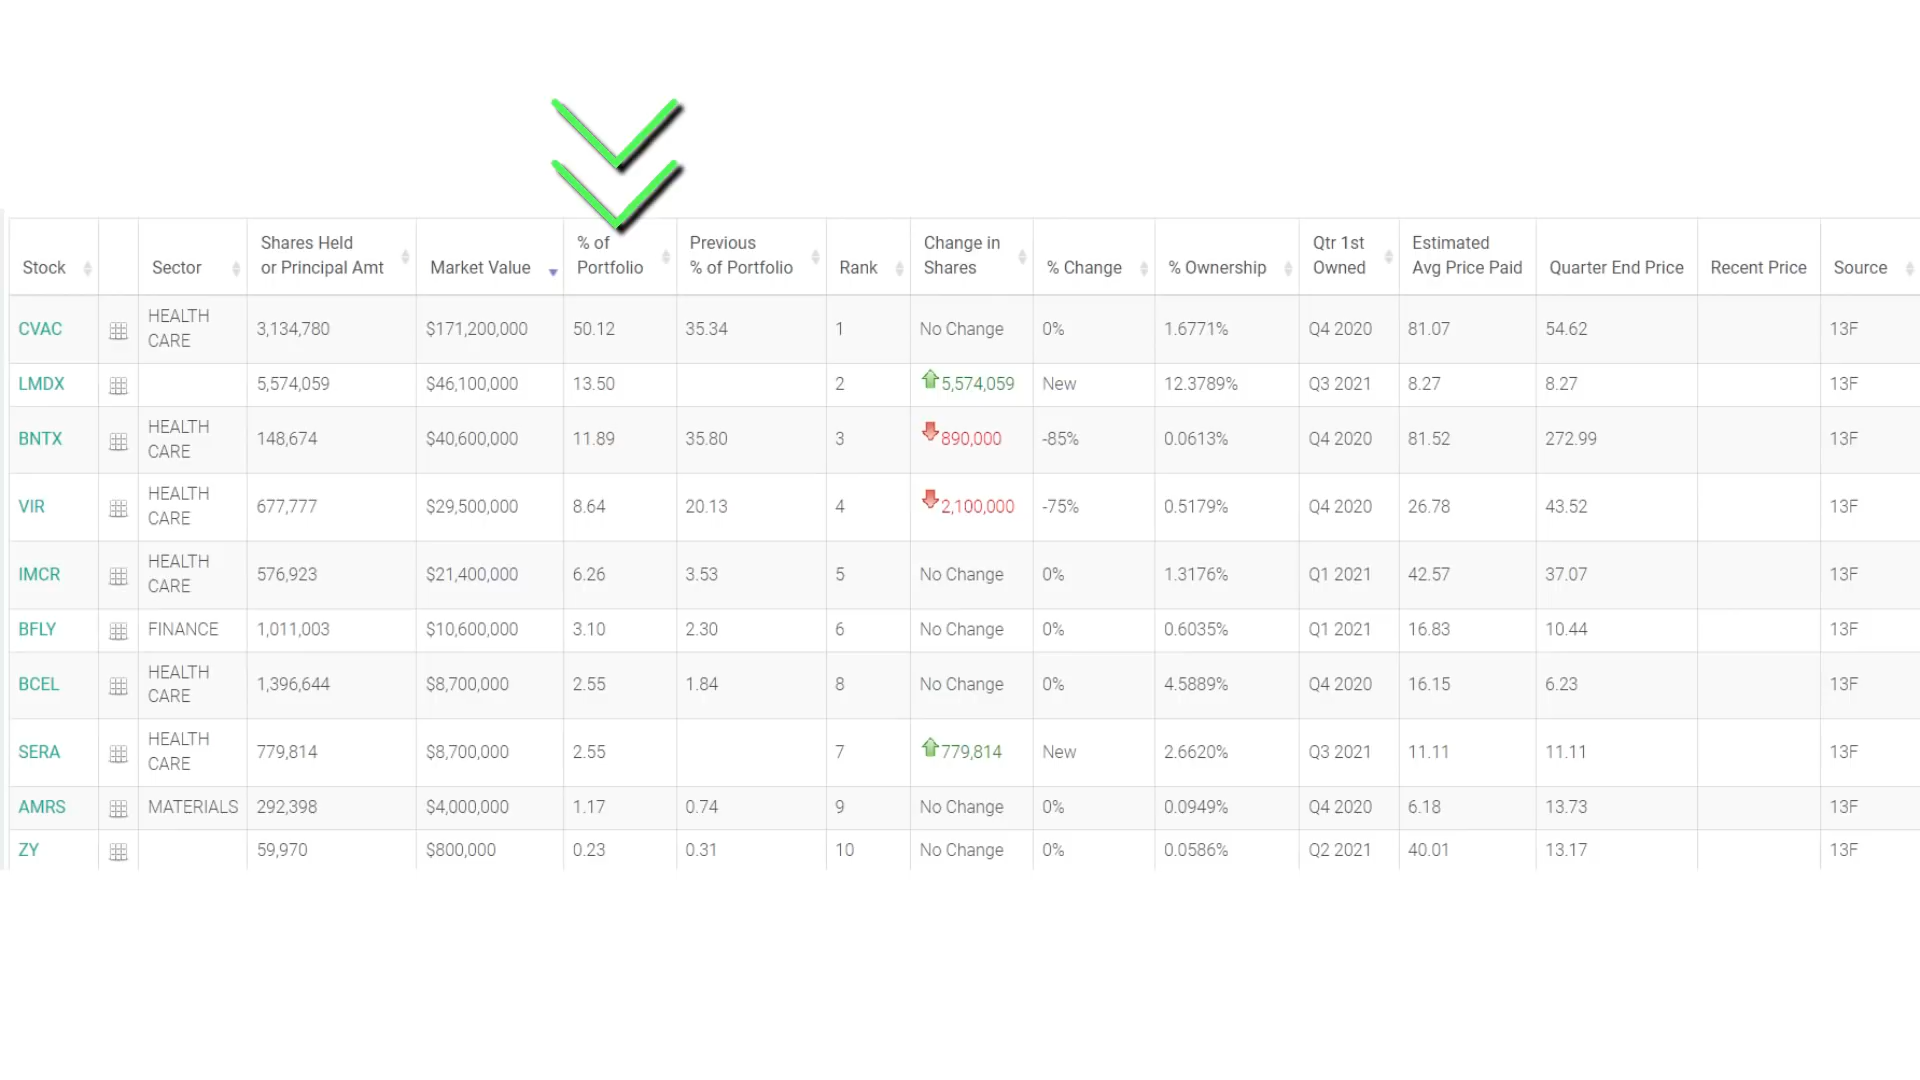 Stock Sector Shares Held or Principal Amt Market Value % of Portfolio Previous % of Portfolio Rank Change in Shares % Change % Ownership Qtr 1st Owned Estimated Avg Price Paid Quarter End Price Recent Price Source
CVAC HEALTH CARE 3,134,780 $171,200,000 50.12 35.34 1 No Change 0% 1.6771% Q4 2020 81.07 54.62 13F
LMDX 5,574,059 $46,100,000 13.50 2 5,574,059 New 12.3789% Q3 2021 8.27 8.27 13F
BNTX HEALTH CARE 148,674 $40,600,000 11.89 35.80 3 890,000 -85% 0.0613% Q4 2020 81.52 272.99 13F
VIR HEALTH CARE 677,777 $29,500,000 8.64 20.13 4 2,100,000 -75% 0.5179% Q4 2020 26.78 43.52 13F
IMCR HEALTH CARE 576,923 $21,400,000 6.26 3.53 5 No Change 0% 1.3176% Q1 2021 42.57 37.07 13F
BFLY FINANCE 1,011,003 $10,600,000 3.10 2.30 6 No Change 0% 0.6035% Q1 2021 16.83 10.44 13F
BCEL HEALTH CARE 1,396,644 $8,700,000 2.55 1.84 8 No Change 0% 4.5889% Q4 2020 16.15 6.23 13F
SERA HEALTH CARE 779,814 $8,700,000 2.55 7 779,814 New 2.6620% Q3 2021 11.11 11.11 13F
AMRS MATERIALS 292,398 $4,000,000 1.17 0.74 9 No Change 0% 0.0949% Q4 2020 6.18 13.73 13F
ZY 59,970 $800,000 0.23 0.31 10 No Change 0% 0.0586% Q2 2021 40.01 13.17 13F